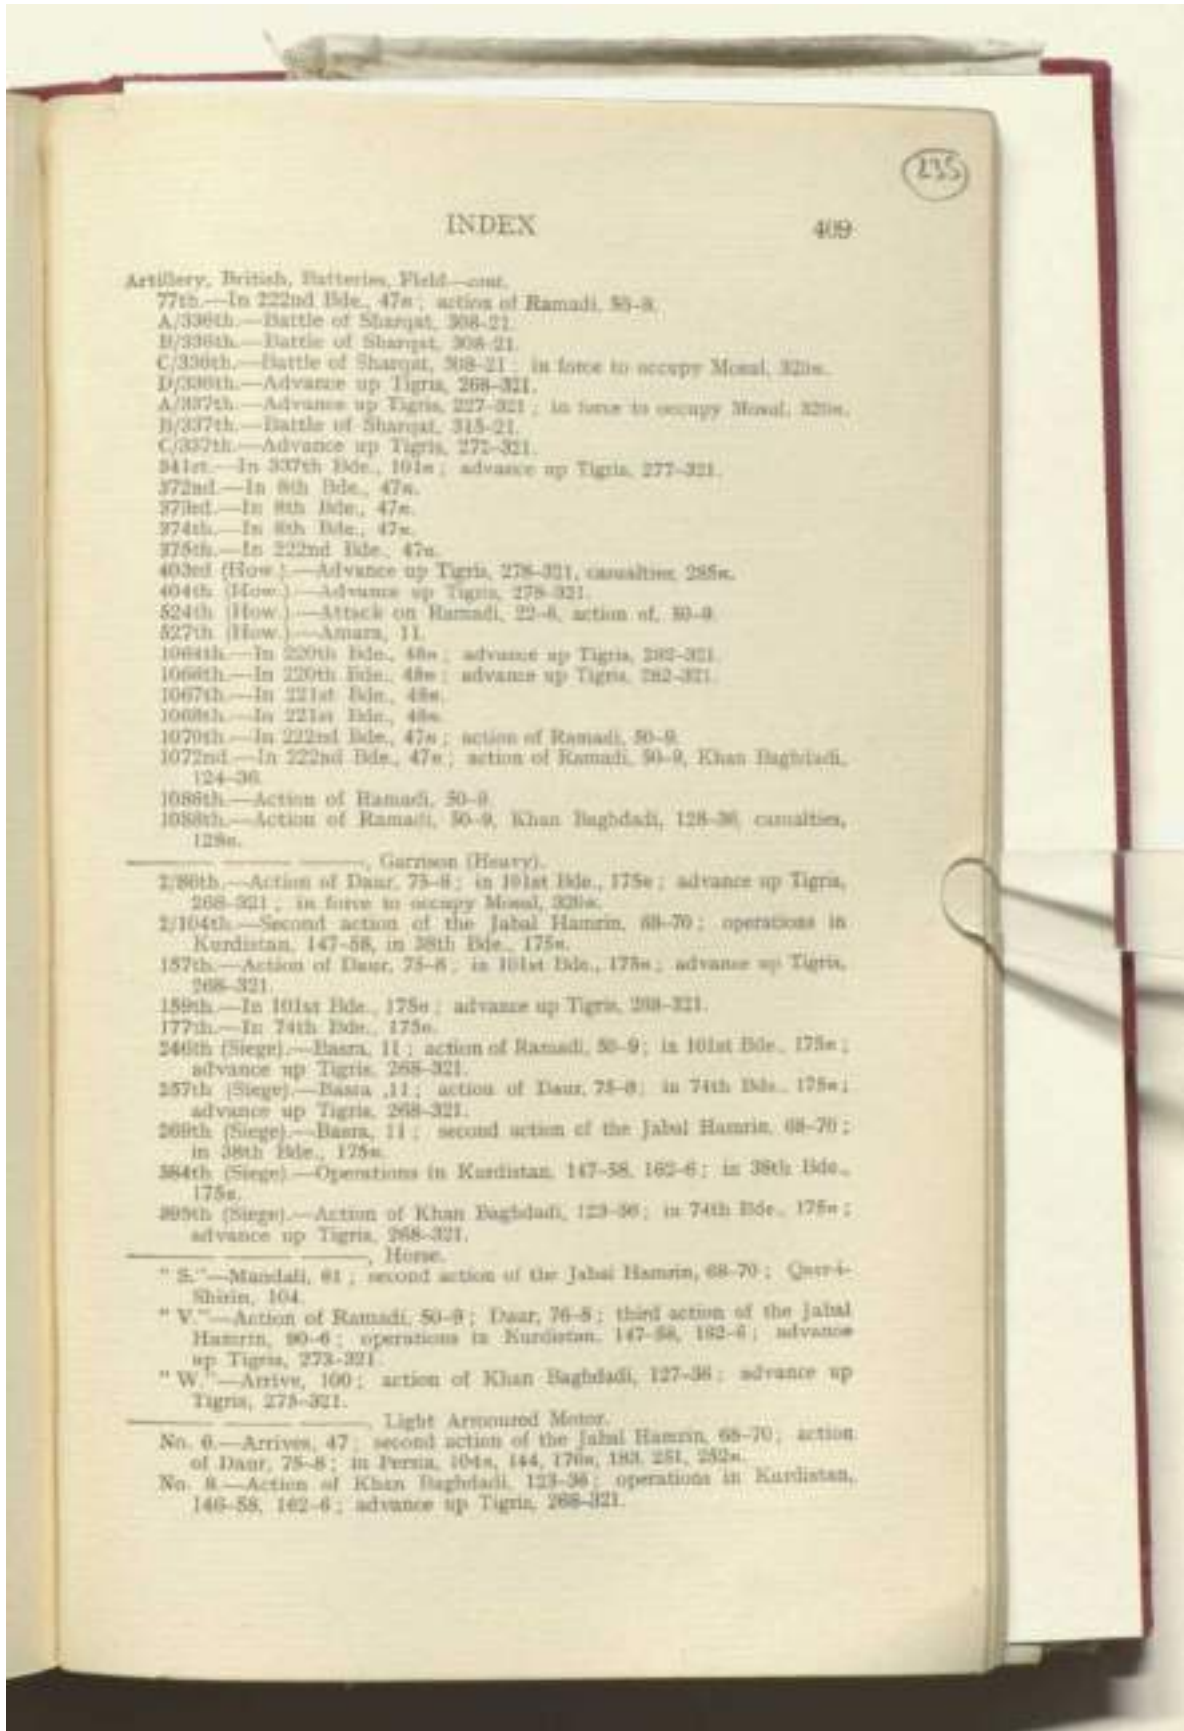 235
INDEX 409
Artillery, British, Batteries, Field—cont.
77th.—In 222nd Bde., 47n; action of Ramadi, 50-9.
A/336th.—Battle of Sharqat, 308-21.
B/336th.—Battle of Sharqat, 308-21.
C/336th.—Battle of Sharqat, 308-21; in force to occupy Mosul, 320n.
D/336th.—Advance up Tigris, 268-321.
A/337th.—Advance up Tigris, 227-321; in force to occupy Mosul, 320n.
B/337th.—Battle of Sharqat, 315-21.
C/337th.—Advance up Tigris, 272-321.
341st.—In 337th Bde., 101n; advance up Tigris, 277-321.
372nd.—In 8th Bde., 47n.
373rd.—In 8th Bde., 47n.
374th.—In 8th Bde., 47n.
375th.—In 222nd Bde., 47n.
403rd (How.).—Advance up Tigris, 278-321, casualties, 285n.
404th (How.).—Advance up Tigris, 278-321.
524th (How.).—Attack on Ramadi, 22-6, action of, 50-9.
527th (How.).—Amara, 11.
1064th.—In 220th Bde., 48n; advance up Tigris, 282-321.
1066th.—In 220th Bde., 48n; advance up Tigris, 282-321.
1067th.—In 221st Bde., 48n.
1068th.—In 221st Bde., 48n.
1070th.—In 222nd Bde., 47n; action of Ramadi, 50-9.
1072nd.—In 222nd Bde., 47n; action of Ramadi, 50-9, Khan Baghdadi,
124-36.
1086th.—Action of Ramadi, 50-9.
1088th.—Action of Ramadi, 50-9, Khan Baghdadi, 128-36, casualties,
128n.
——— ——— ———, Garrison (Heavy).
2/86th.—Action of Daur, 75-8; in 101st Bde., 175n; advance up Tigris,
268-321; in force to occupy Mosul, 320n.
2/104th.—Second action of the Jabal Hamrin, 68-70; operations in
Kurdistan, 147-58, in 38th Bde., 175n.
157th.—Action of Daur, 75-8; in 101st Bde., 175n; advance up Tigris,
268-321.
159th.—In 101st Bde., 175n; advance up Tigris, 268-321.
177th.—In 74th Bde., 175n.
246th (Siege).—Basra, 11; action of Ramadi, 50-9; in 101st Bde., 175n;
advance up Tigris, 268-321.
257th (Siege).—Basra ,11; action of Daur, 75-8; in 74th Bde., 175n;
advance up Tigris, 268-321.
269th (Siege).—Basra, 11; second action of the Jabal Hamrin, 68-70;
in 38th Bde., 175n.
384th (Siege).—Operations in Kurdistan, 147-58, 162-6; in 38th Bde.,
175n.
395th (Siege).—Action of Khan Baghdadi, 123-36; in 74th Bde., 175n;
advance up Tigris, 268-321.
——— ——— ———, Horse.
" S."—Mandali, 61; second action of the Jabal Hamrin, 68-70; Qasr-i-
Shirin, 104.
" V."—Action of Ramadi, 50-9; Daur, 76-8; third action of the Jabal
Hamrin, 90-6; operations in Kurdistan, 147-58, 162-6; advance
up Tigris, 273-321.
" W."—Arrive, 100; action of Khan Baghdadi, 127-36; advance up
Tigris, 275-321.
——— ——— ———, Light Armoured Motor.
No. 6.—Arrives, 47; second action of the Jabal Hamrin, 68-70; action
of Daur, 75-8; in Persia, 104n, 144, 176n, 183, 251, 252n.
No. 8.—Action of Khan Baghdadi, 123-36; operations in Kurdistan,
146-58, 162-6; advance up Tigris, 268-321.